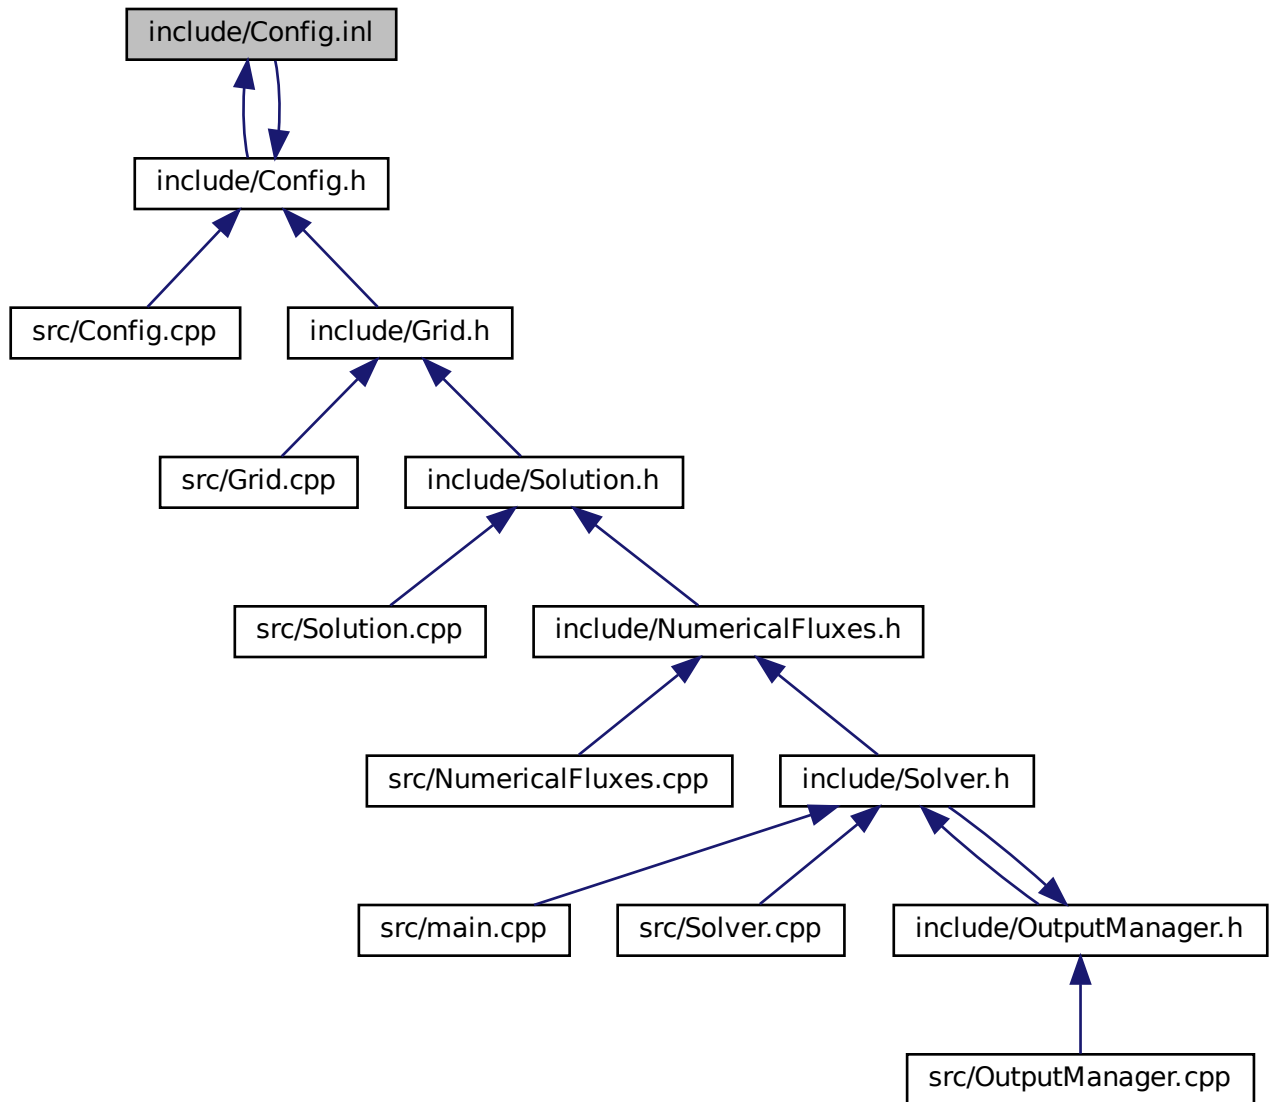 include/Config.inl
include/Config.h
src/Config.cpp
include/Grid.h
src/Grid.cpp
include/Solution.h
src/Solution.cpp
include/NumericalFluxes.h
src/NumericalFluxes.cpp
include/Solver.h
src/main.cpp
src/Solver.cpp
include/OutputManager.h
src/OutputManager.cpp